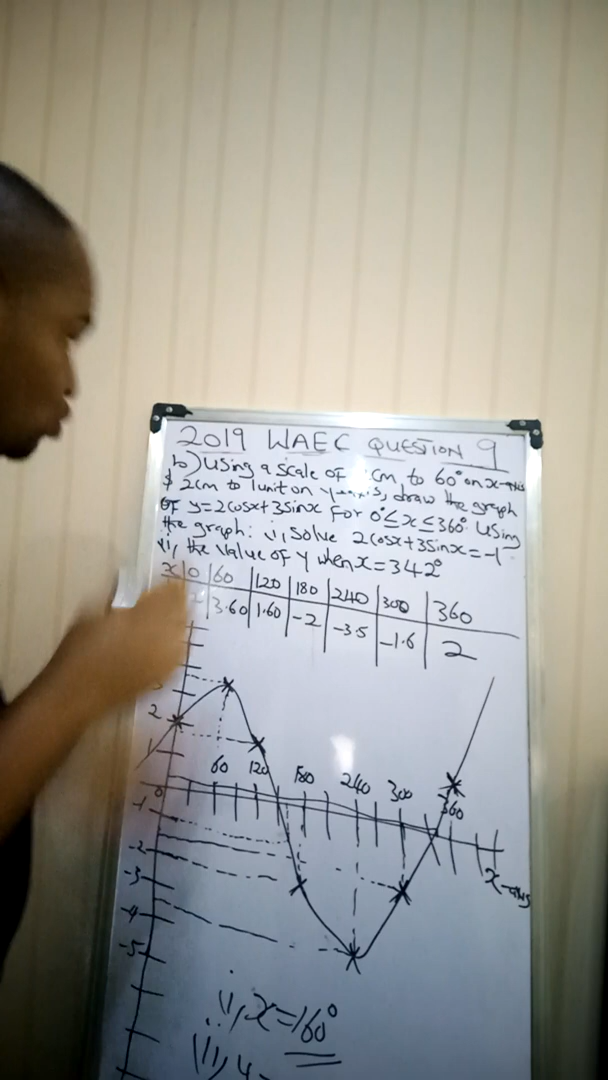 2019 WAEC QUESTION 9
b) Using a scale of cm to 60° on x-axis
& 2cm to 1unit on y-axis, draw the graph
of y=2cosx+3sinx for 0°≤x≤360° Using
the graph: i, Solve 2cosx+3sinx=-1
ii, the value of y when x=342°
x 0 60 120 180 240 300 360
2 3.60 1.60 -2 -3.5 -1.6 2
3
2
1
0 60 120 180 240 300 360
-1
-2
-3
-4
-5
x-axis
i, x=160°
ii, y=